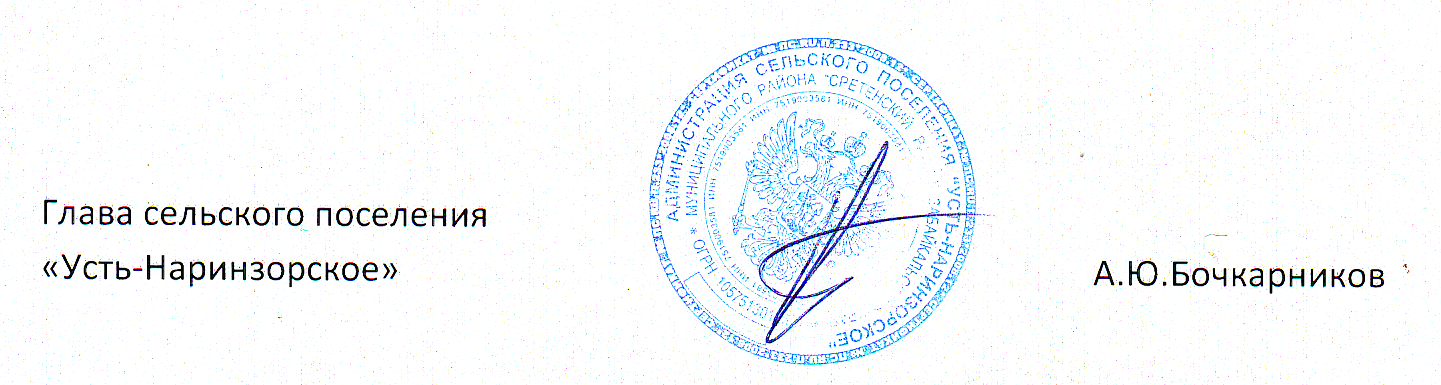 Глава сельского поселения
«Усть-Наринзорское»
АДМИНИСТРАЦИЯ СЕЛЬСКОГО ПОСЕЛЕНИЯ "УСТЬ-НАРИНЗОРСКОЕ"
МУНИЦИПАЛЬНОГО РАЙОНА "СРЕТЕНСКИЙ
А.Ю.Бочкарников